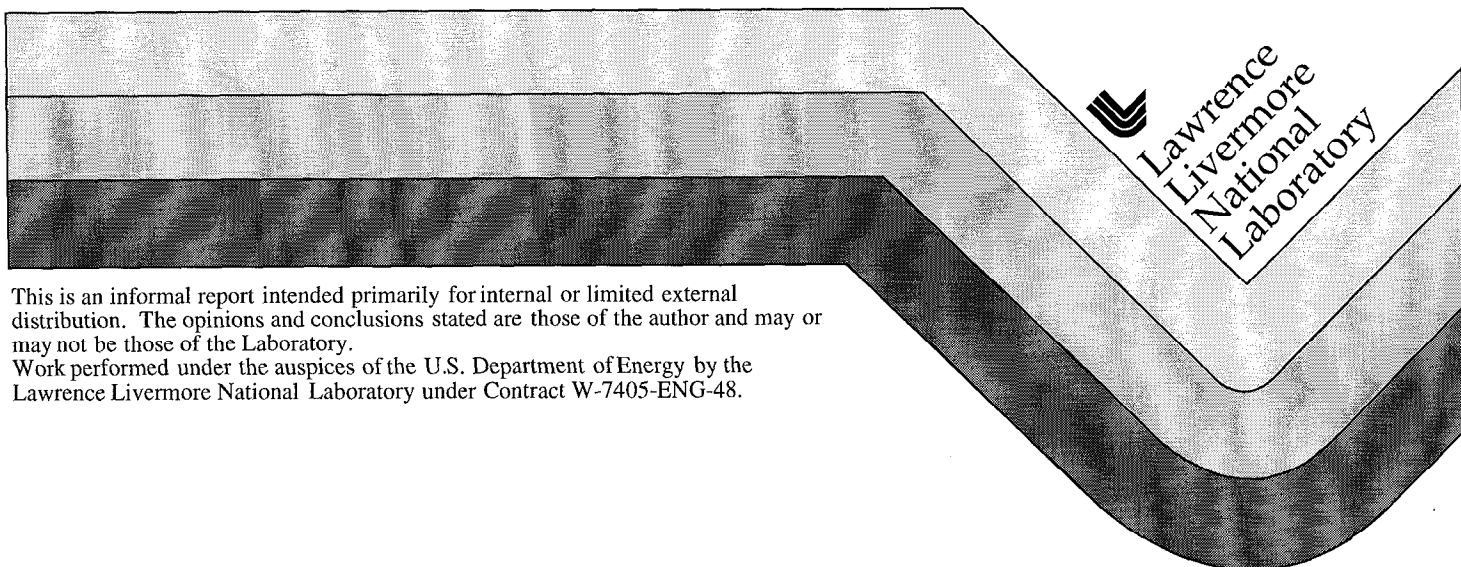 Lawrence
Livermore
National
Laboratory
This is an informal report intended primarily for internal or limited external
distribution. The opinions and conclusions stated are those of the author and may or
may not be those of the Laboratory.
Work performed under the auspices of the U.S. Department of Energy by the
Lawrence Livermore National Laboratory under Contract W-7405-ENG-48.